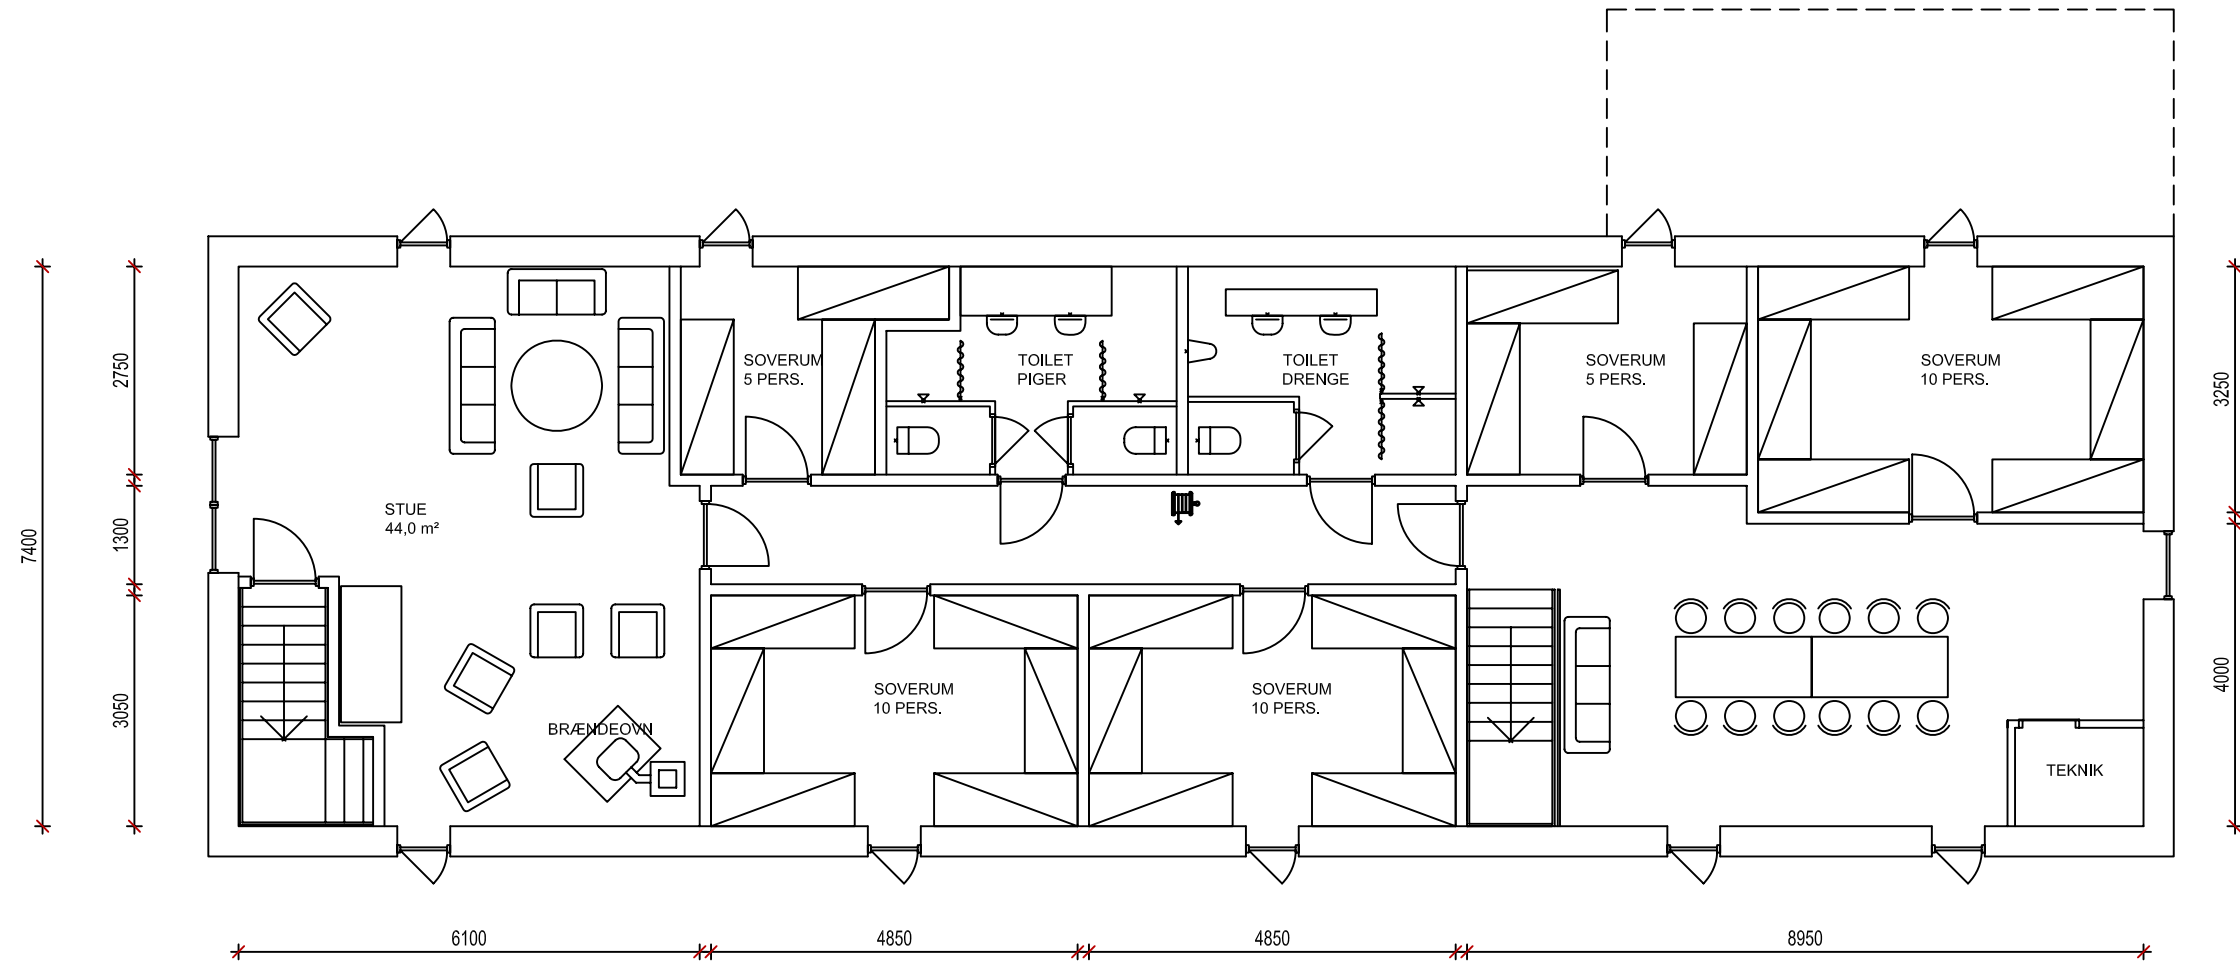 SOVERUM
5 PERS.
TOILET
PIGER
TOILET
DRENGE
SOVERUM
5 PERS.
SOVERUM
10 PERS.
STUE
44,0 m²
SOVERUM
10 PERS.
SOVERUM
10 PERS.
BRÆNDEOVN
TEKNIK
7400
2750
1300
3050
3250
4000
6100
4850
4850
8950